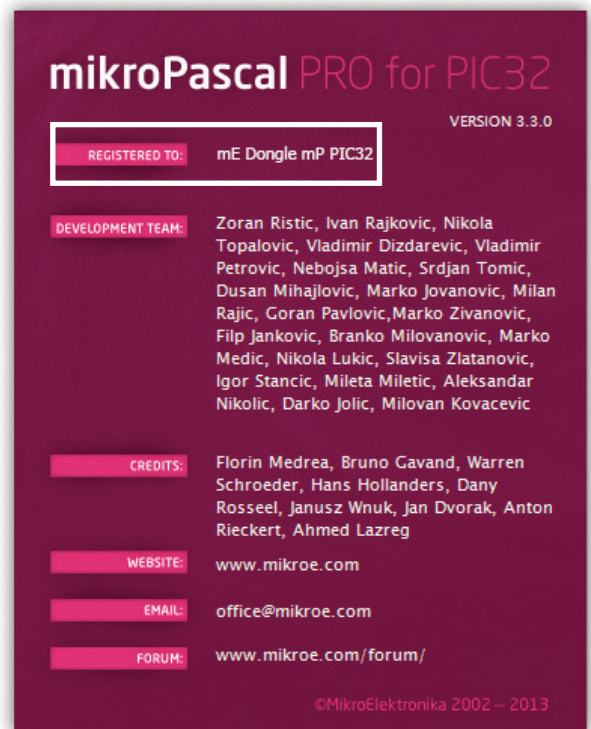 mikroPascal PRO for PIC32
VERSION 3.3.0
REGISTERED TO: mE Dongle mP PIC32
DEVELOPMENT TEAM: Zoran Ristic, Ivan Rajkovic, Nikola
Topalovic, Vladimir Dizdarevic, Vladimir
Petrovic, Nebojsa Matic, Srdjan Tomic,
Dusan Mihajlovic, Marko Jovanovic, Milan
Rajic, Goran Pavlovic,Marko Zivanovic,
Filp Jankovic, Branko Milovanovic, Marko
Medic, Nikola Lukic, Slavisa Zlatanovic,
Igor Stancic, Mileta Miletic, Aleksandar
Nikolic, Darko Jolic, Milovan Kovacevic
CREDITS: Florin Medrea, Bruno Gavand, Warren
Schroeder, Hans Hollanders, Dany
Rosseel, Janusz Wnuk, Jan Dvorak, Anton
Rieckert, Ahmed Lazreg
WEBSITE: www.mikroe.com
EMAIL: office@mikroe.com
FORUM: www.mikroe.com/forum/
©MikroElektronika 2002 – 2013